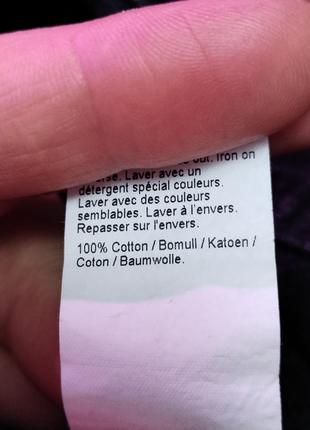 out. Iron on
Laver avec un
détergent spécial couleurs.
Laver avec des couleurs
semblables. Laver à l'envers.
Repasser sur l'envers.
100% Cotton / Bomull / Katoen /
Coton / Baumwolle.